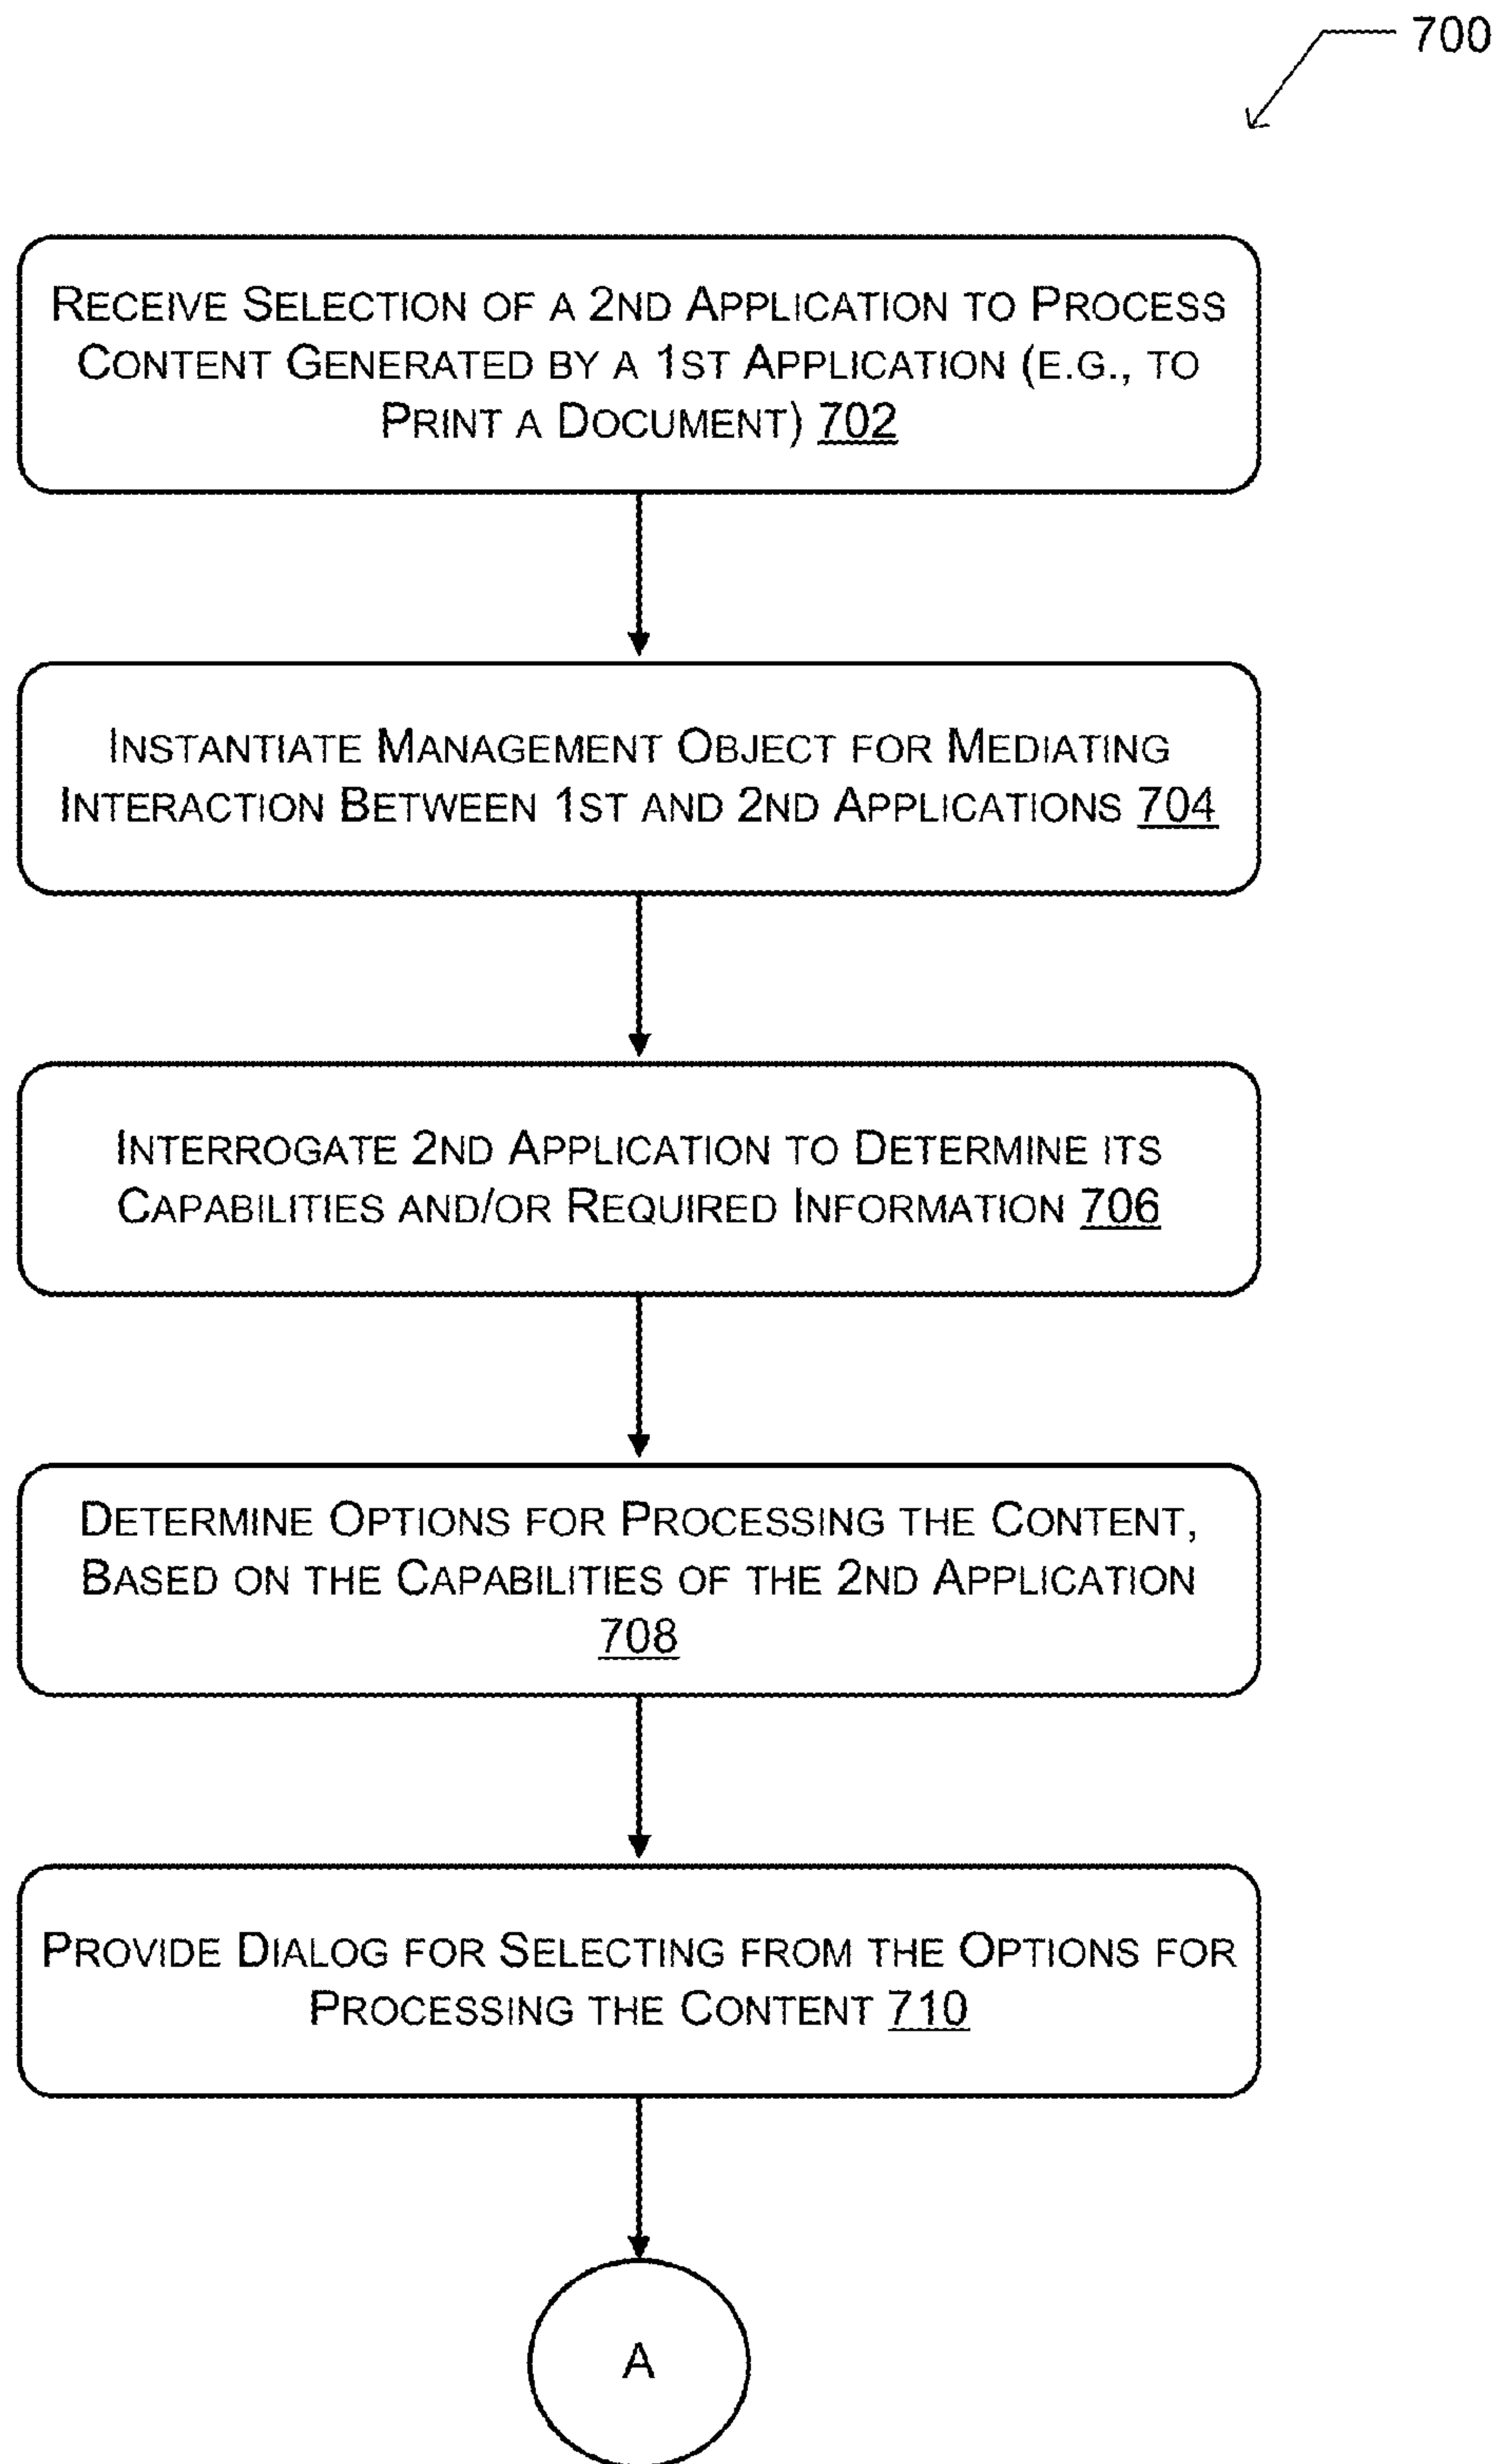 700
RECEIVE SELECTION OF A 2ND APPLICATION TO PROCESS
CONTENT GENERATED BY A 1ST APPLICATION (E.G., TO
PRINT A DOCUMENT) 702
INSTANTIATE MANAGEMENT OBJECT FOR MEDIATING
INTERACTION BETWEEN 1ST AND 2ND APPLICATIONS 704
INTERROGATE 2ND APPLICATION TO DETERMINE ITS
CAPABILITIES AND/OR REQUIRED INFORMATION 706
DETERMINE OPTIONS FOR PROCESSING THE CONTENT,
BASED ON THE CAPABILITIES OF THE 2ND APPLICATION
708
PROVIDE DIALOG FOR SELECTING FROM THE OPTIONS FOR
PROCESSING THE CONTENT 710
A